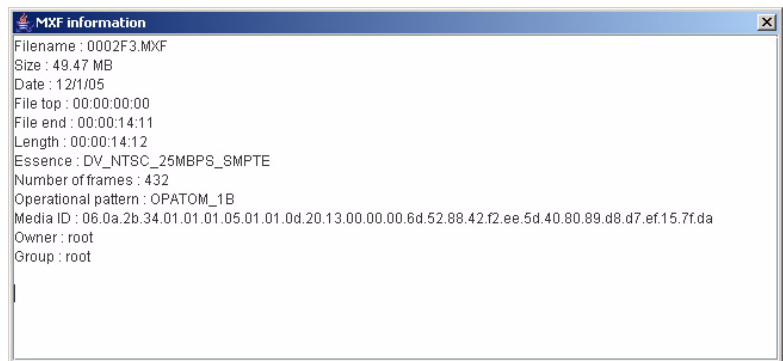 MXF information
Filename : 0002F3.MXF
Size : 49.47 MB
Date : 12/1/05
File top : 00:00:00:00
File end : 00:00:14:11
Length : 00:00:14:12
Essence : DV_NTSC_25MBPS_SMPTE
Number of frames : 432
Operational pattern : OPATOM_1B
Media ID : 06.0a.2b.34.01.01.01.05.01.01.0d.20.13.00.00.00.6d.52.88.42.f2.ee.5d.40.80.89.d8.d7.ef.15.7f.da
Owner : root
Group : root